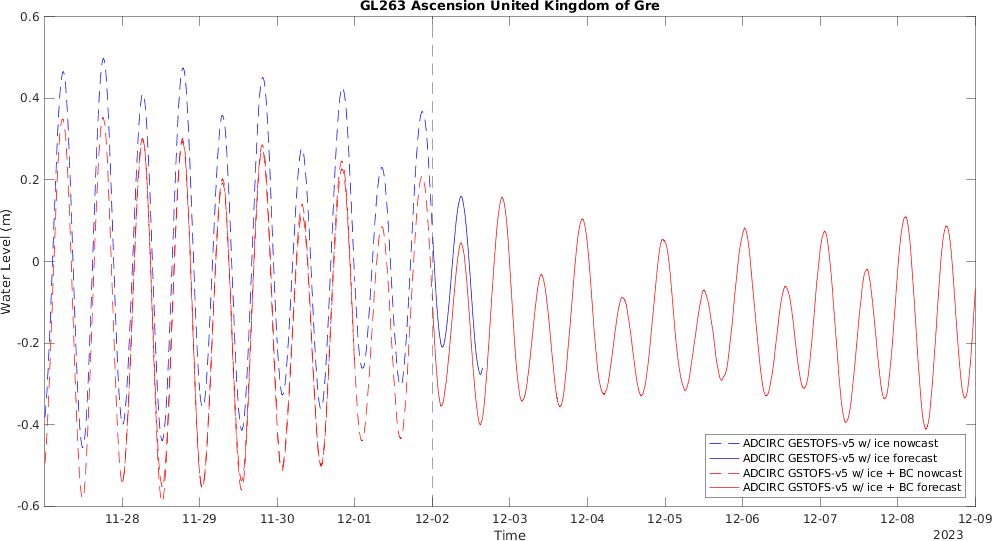 GL263 Ascension United Kingdom of Gre
0.6
0.4
0.2
0
-0.2
-0.4
-0.6
Water Level (m)
11-28 11-29 11-30 12-01 12-02 12-03 12-04 12-05 12-06 12-07 12-08 12-09
Time
2023
ADCIRC GESTOFS-v5 w/ ice nowcast
ADCIRC GESTOFS-v5 w/ ice forecast
ADCIRC GSTOFS-v5 w/ ice + BC nowcast
ADCIRC GSTOFS-v5 w/ ice + BC forecast